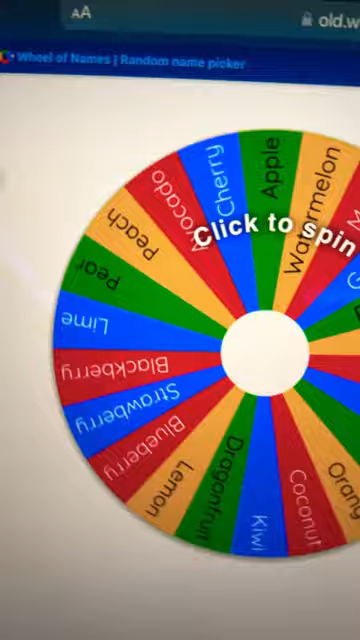 AA
old.w
Wheel of Names | Random name picker
Click to spin
Watermelon
Apple
Cherry
Avocado
Peach
Pear
Lime
Blackberry
Strawberry
Blueberry
Lemon
Dragonfruit
Kiwi
Coconut
Orang
M
G